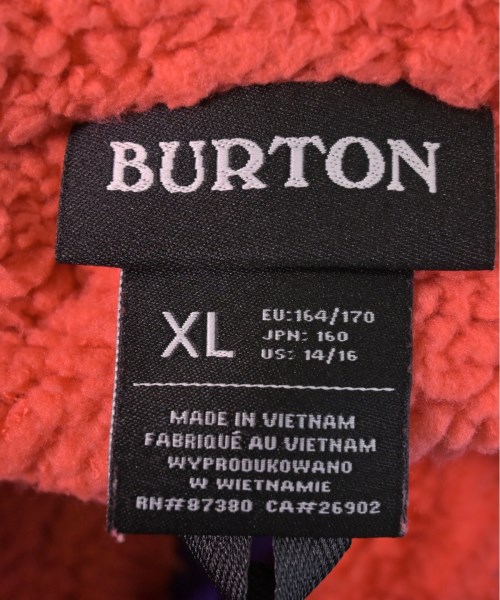 BURTON
XL
EU:164/170
JPN: 160
US: 14/16
MADE IN VIETNAM
FABRIQUÉ AU VIETNAM
WYPRODUKOWANO
W WIETNAMIE
RN#87380 CA#26902